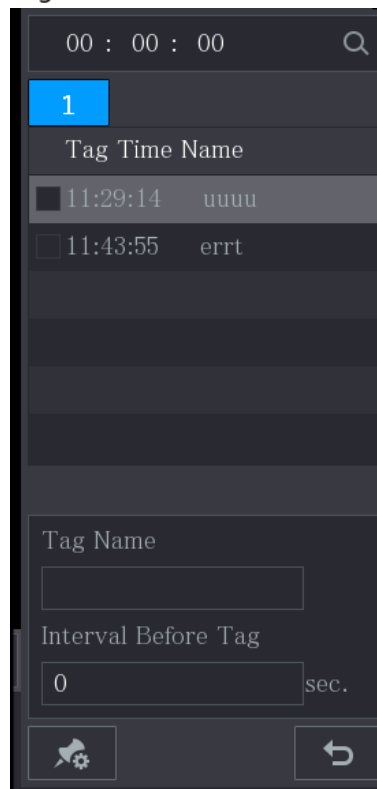 00 : 00 : 00
1
Tag Time Name
11:29:14 uuuu
11:43:55 errt
Tag Name
Interval Before Tag
0 sec.